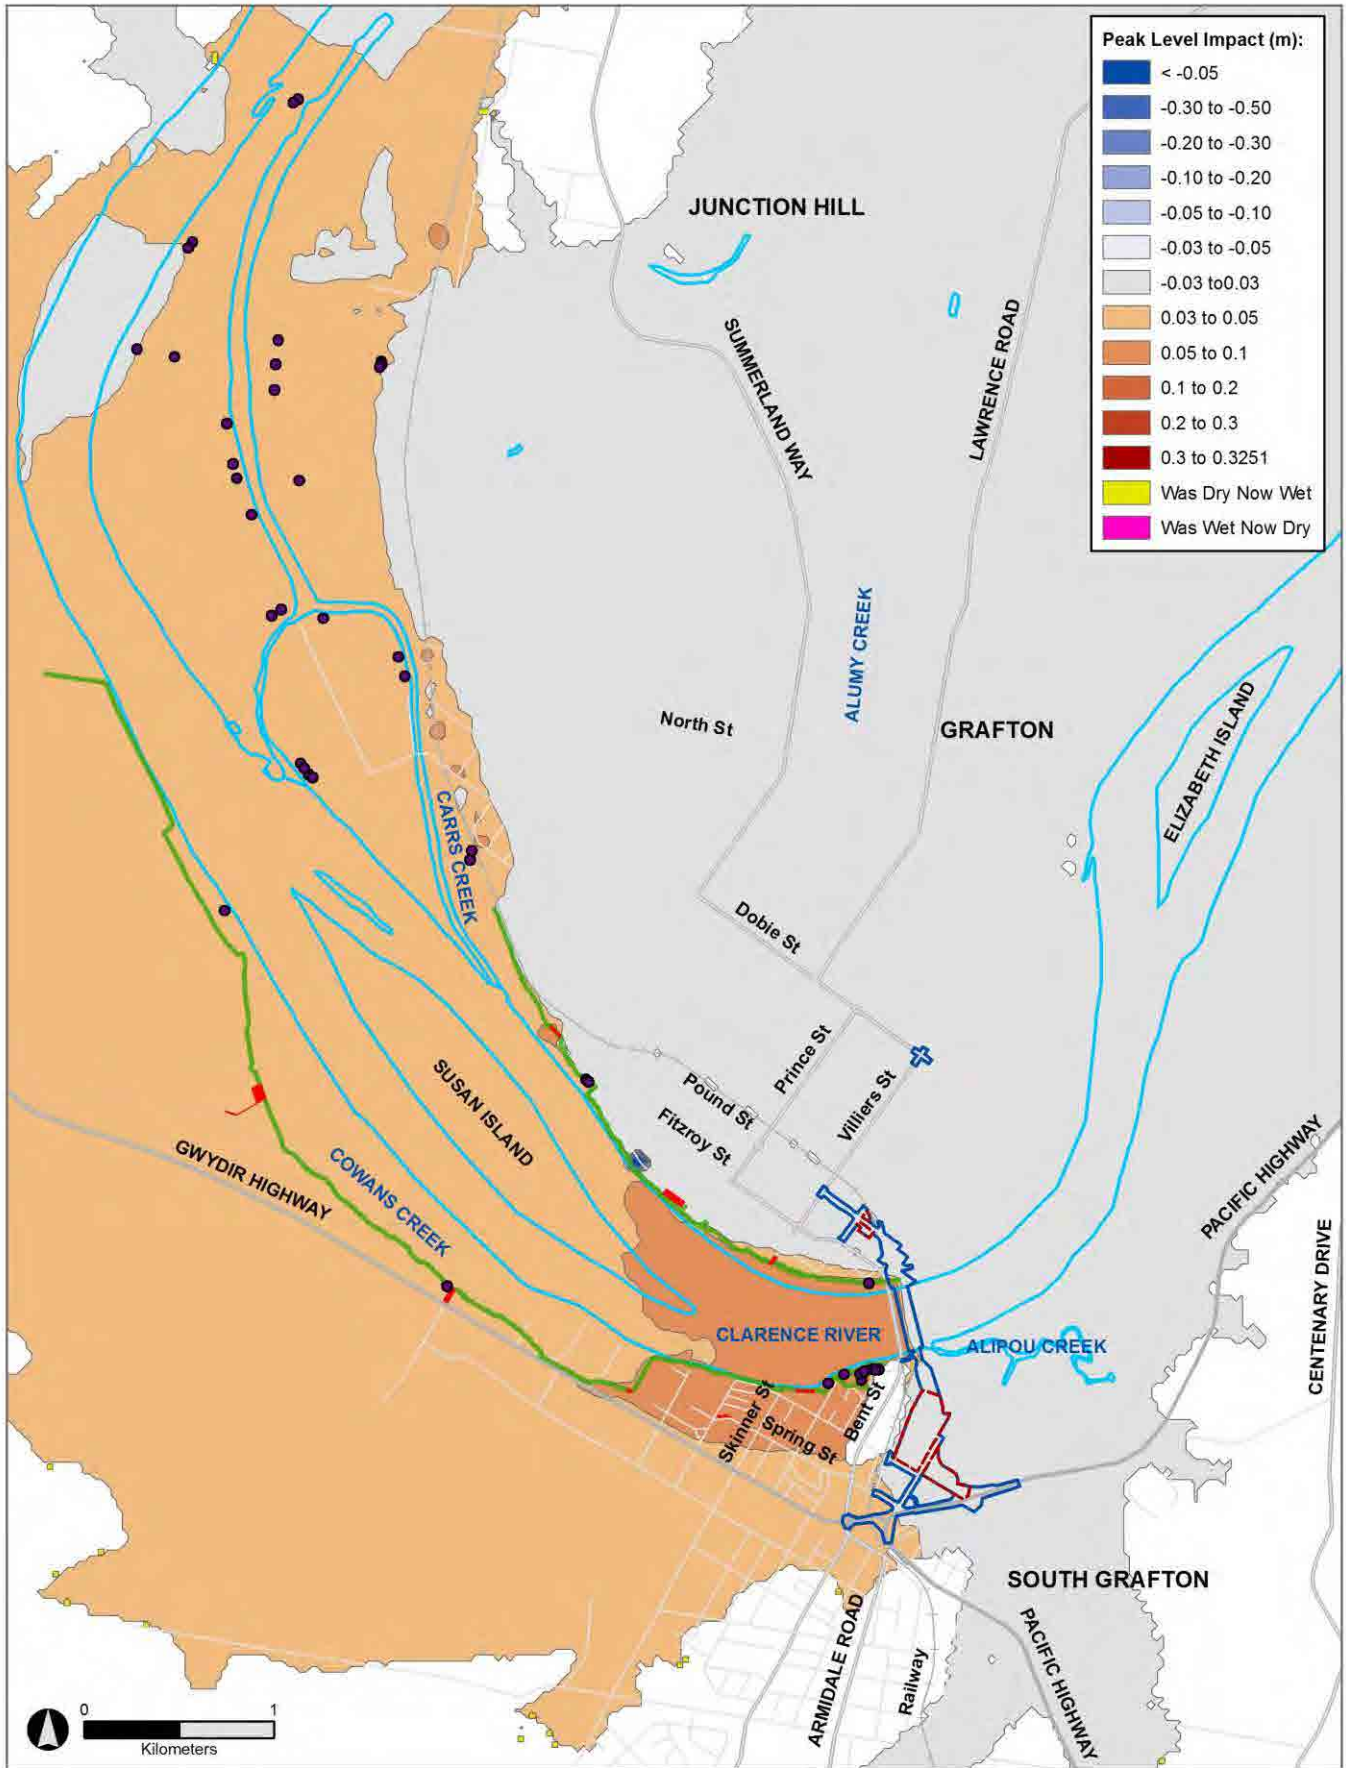 Peak Level Impact (m):
< -0.05
-0.30 to -0.50
-0.20 to -0.30
-0.10 to -0.20
-0.05 to -0.10
-0.03 to -0.05
-0.03 to0.03
0.03 to 0.05
0.05 to 0.1
0.1 to 0.2
0.2 to 0.3
0.3 to 0.3251
Was Dry Now Wet
Was Wet Now Dry
JUNCTION HILL
SUMMERLAND WAY
LAWRENCE ROAD
ALUMY CREEK
North St
GRAFTON
ELIZABETH ISLAND
CARRS CREEK
Dobie St
Prince St
Villiers St
Pound St
Fitzroy St
SUSAN ISLAND
GWYDIR HIGHWAY
COWANS CREEK
PACIFIC HIGHWAY
CENTENARY DRIVE
CLARENCE RIVER
ALIPOU CREEK
Skinner St
Spring St
Bent St
SOUTH GRAFTON
ARMIDALE ROAD
Railway
PACIFIC HIGHWAY
0 1
Kilometers